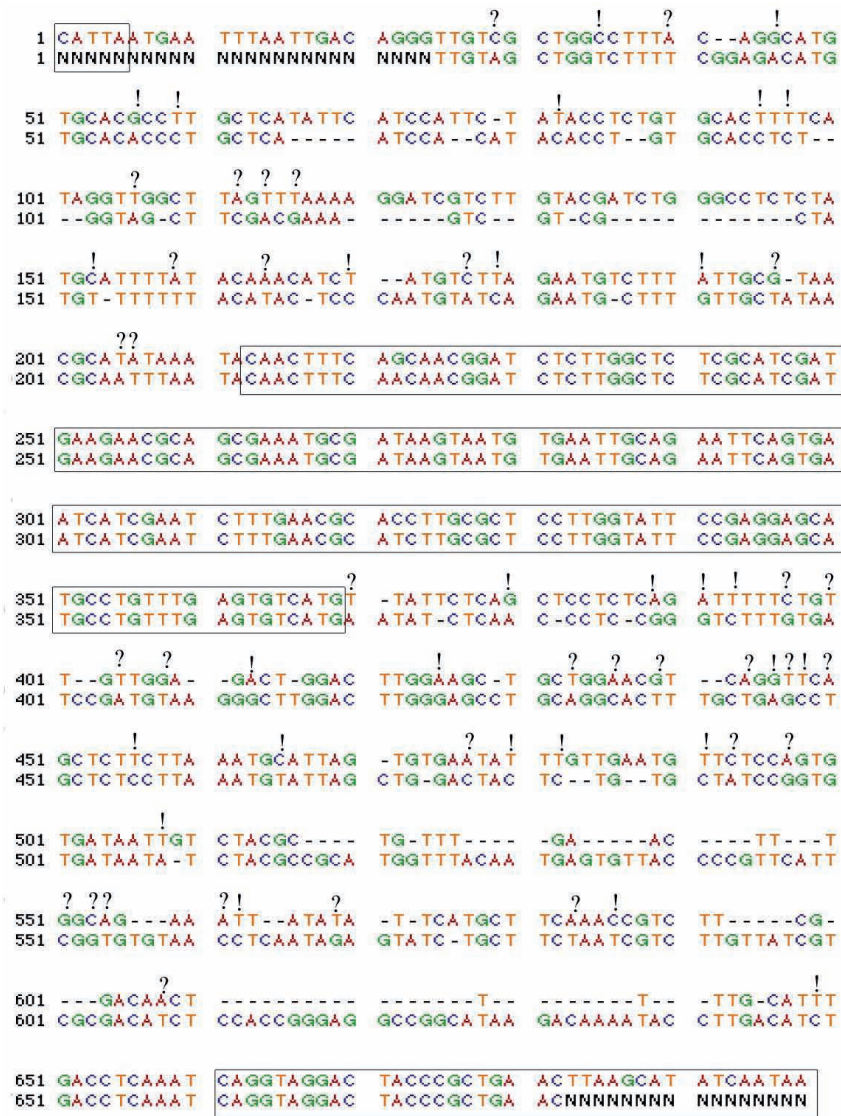 ? ! ? !
1 CATTAATGAA TTTAATTGAC AGGGTTGTCG CTGGCCTTTA C--AGGCATG
1 NNNNNNNNNN NNNNNNNNNN NNNNTTGTAG CTGGTCTTTT CGGAGACATG
! ! ! ! !
51 TGCACGCCTT GCTCATATTC ATCCATTC-T ATACCTCTGT GCACTTTTCA
51 TGCACACCCT GCTCA----- ATCCA--CAT ACACCT--GT GCACCTCT--
? ? ? ?
101 TAGGTTGGCT TAGTTTAAAA GGATCGTCTT GTACGATCTG GGCCTCTCTA
101 --GGTAG-CT TCGACGAAA- -----GTC-- GT-CG----- -------CTA
! ? ? ! ? ! ! ?
151 TGCATTTTAT ACAAACATCT --ATGTCTTA GAATGTCTTT ATTGCG-TAA
151 TGT-TTTTTT ACATAC-TCC CAATGTATCA GAATG-CTTT GTTGCTATAA
??
201 CGCATATAAA TACAACTTTC AGCAACGGAT CTCTTGGCTC TCGCATCGAT
201 CGCAATTTAA TACAACTTTC AACAACGGAT CTCTTGGCTC TCGCATCGAT
251 GAAGAACGCA GCGAAATGCG ATAAGTAATG TGAATTGCAG AATTCAGTGA
251 GAAGAACGCA GCGAAATGCG ATAAGTAATG TGAATTGCAG AATTCAGTGA
301 ATCATCGAAT CTTTGAACGC ACCTTGCGCT CCTTGGTATT CCGAGGAGCA
301 ATCATCGAAT CTTTGAACGC ATCTTGCGCT CCTTGGTATT CCGAGGAGCA
? ! ! ! ! ? ?
351 TGCCTGTTTG AGTGTCATGT -TATTCTCAG CTCCTCTCAG ATTTTTCTGT
351 TGCCTGTTTG AGTGTCATGA ATAT-CTCAA C-CCTC-CGG GTCTTTGTGA
? ? ! ! ? ? ? ? ! ? ! ?
401 T--GTTGGA- -GACT-GGAC TTGGAAGC-T GCTGGAACGT --CAGGTTCA
401 TCCGATGTAA GGGCTTGGAC TTGGGAGCCT GCAGGCACTT TGCTGAGCCT
! ! ? ! ! ! ? ?
451 GCTCTTCTTA AATGCATTAG -TGTGAATAT TTGTTGAATG TTCTCCAGTG
451 GCTCTCCTTA AATGTATTAG CTG-GACTAC TC--TG--TG CTATCCGGTG
!
501 TGATAATTGT CTACGC---- TG-TTT---- -GA-----AC ----TT---T
501 TGATAATA-T CTACGCCGCA TGGTTTACAA TGAGTGTTAC CCCGTTCATT
? ?? ? ! ? ? !
551 GGCAG---AA ATT--ATATA -T-TCATGCT TCAAACCGTC TT-----CG-
551 CGGTGTGTAA CCTCAATAGA GTATC-TGCT TCTAATCGTC TTGTTATCGT
? !
601 ---GACAACT ---------- -------T-- ------T--- -TTG-CATTT
601 CGCGACATCT CCACCGGGAG GCCGGCATAA GACAAAATAC CTTGACATCT
651 GACCTCAAAT CAGGTAGGAC TACCCGCTGA ACTTAAGCAT ATCAATAA
651 GACCTCAAAT CAGGTAGGAC TACCCGCTGA ACNNNNNNNN NNNNNNNN